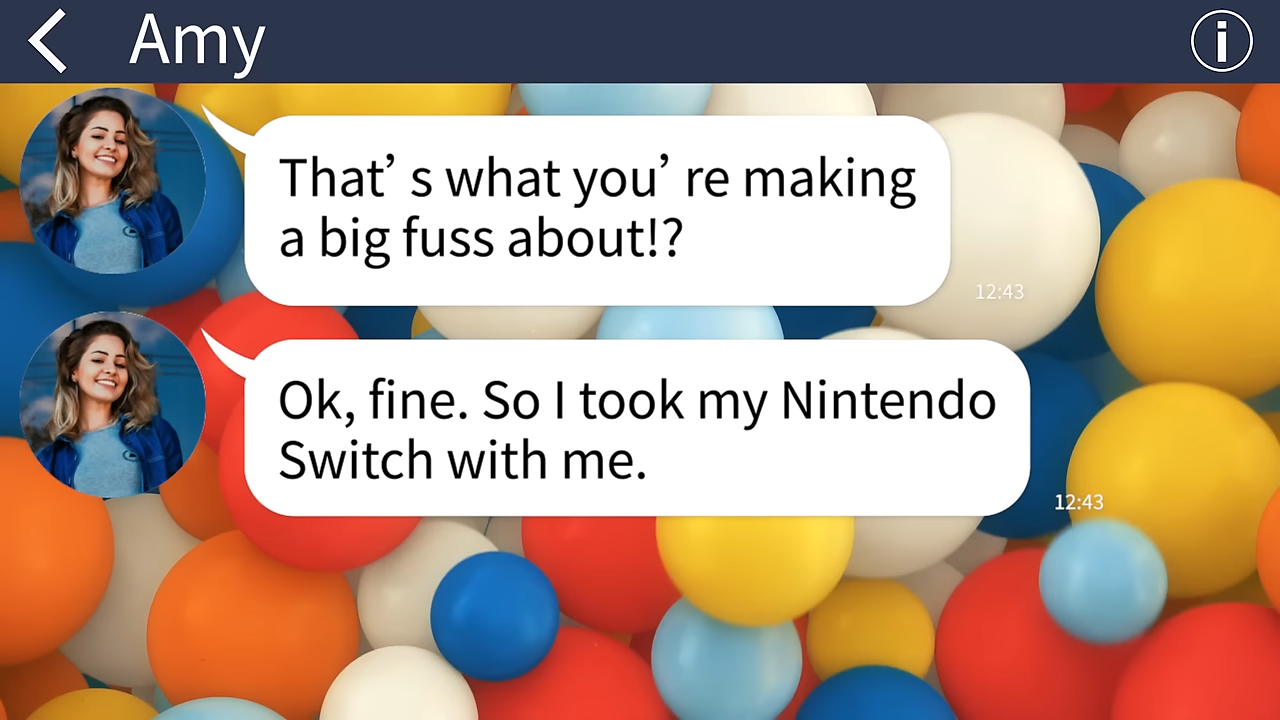 Amy
That’ s what you’ re making
a big fuss about!?
12:43
Ok, fine. So I took my Nintendo
Switch with me.
12:43